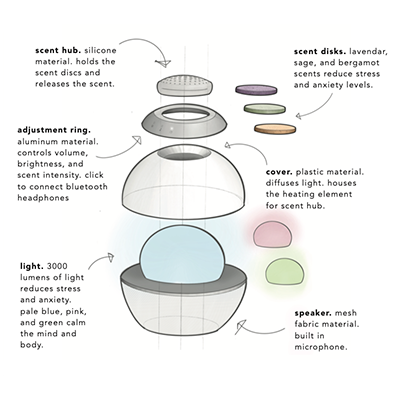 scent hub. silicone
material. holds the
scent discs and
releases the scent.
scent disks. lavendar,
sage, and bergamot
scents reduce stress
and anxiety levels.
adjustment ring.
aluminum material.
controls volume,
brightness, and
scent intensity. click
to connect bluetooth
headphones
cover. plastic material.
diffuses light. houses
the heating element
for scent hub.
light. 3000
lumens of light
reduces stress
and anxiety.
pale blue, pink,
and green calm
the mind and
body.
speaker. mesh
fabric material.
built in
microphone.